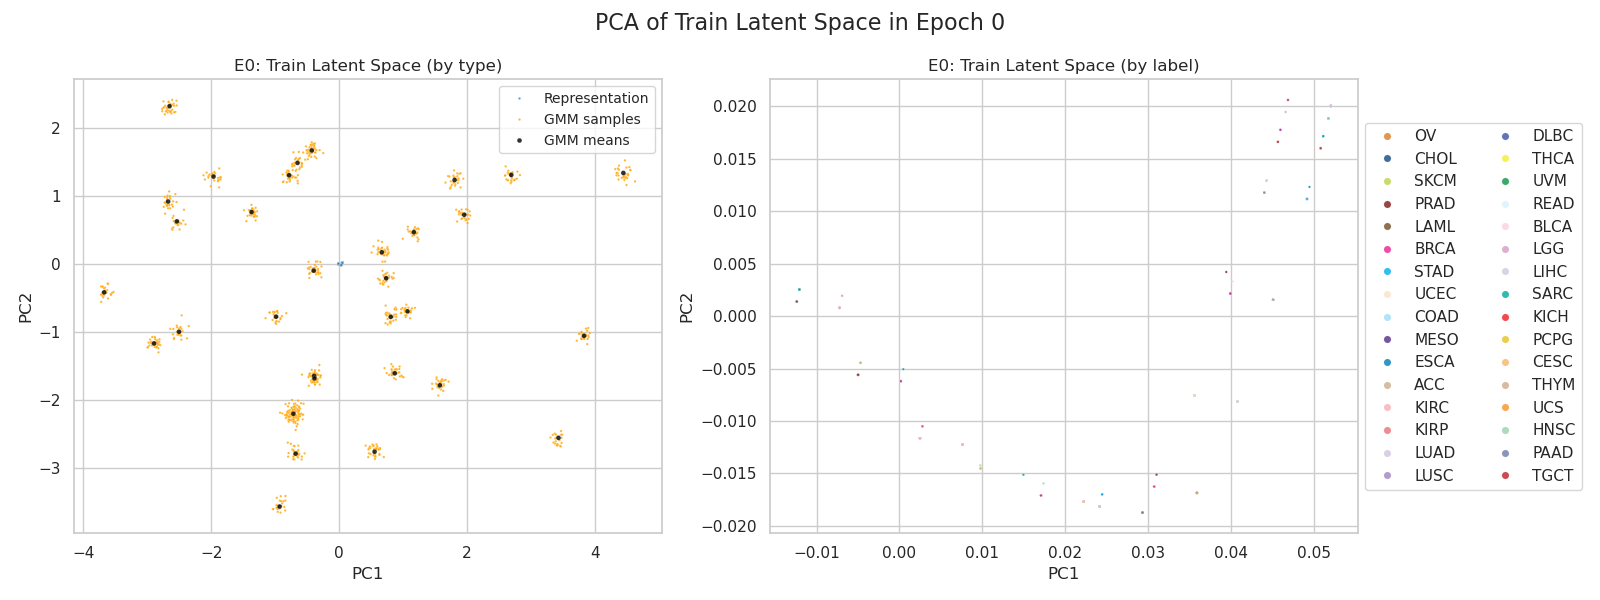 PCA of Train Latent Space in Epoch 0
E0: Train Latent Space (by type)
Representation
GMM samples
GMM means
2
1
0
−1
−2
−3
PC2
−4
−2
0
2
4
PC1
E0: Train Latent Space (by label)
0.020
0.015
0.010
0.005
0.000
−0.005
−0.010
−0.015
−0.020
PC2
−0.01
0.00
0.01
0.02
0.03
0.04
0.05
PC1
OV
CHOL
SKCM
PRAD
LAML
BRCA
STAD
UCEC
COAD
MESO
ESCA
ACC
KIRC
KIRP
LUAD
LUSC
DLBC
THCA
UVM
READ
BLCA
LGG
LIHC
SARC
KICH
PCPG
CESC
THYM
UCS
HNSC
PAAD
TGCT